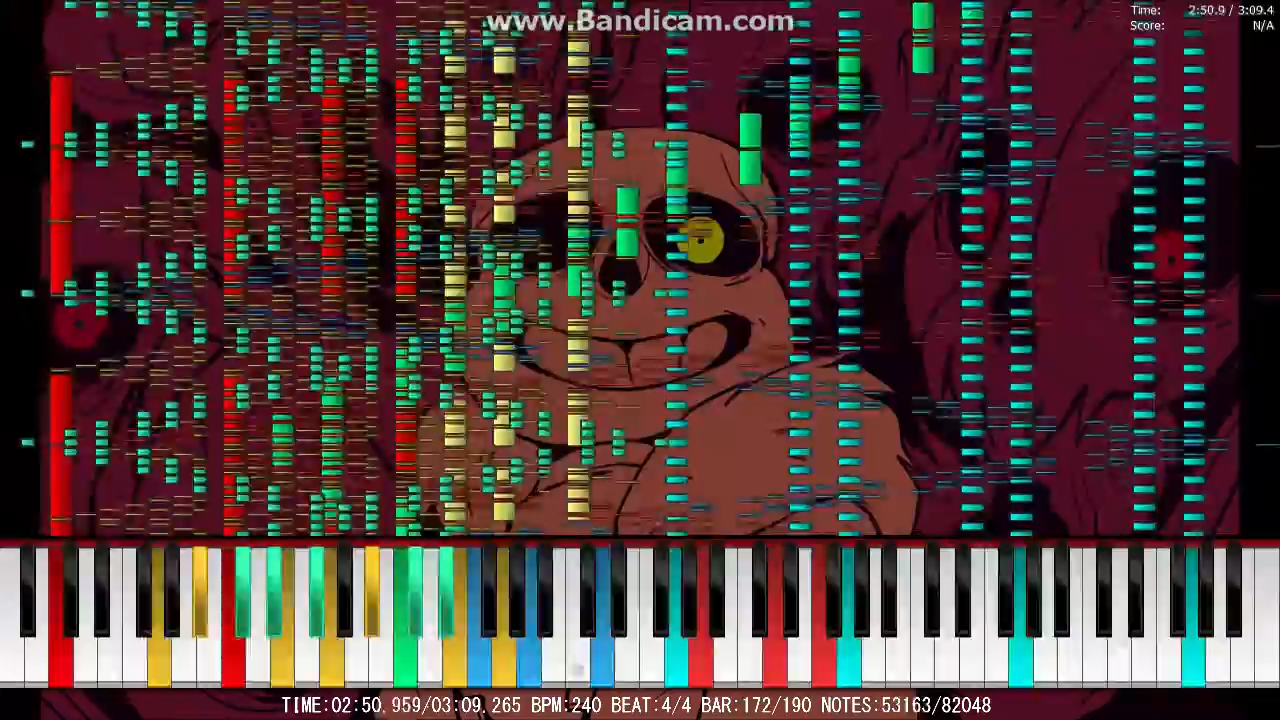 www.Bandicam.com
Time: 2:50.9 / 3:09.4
Score: N/A
TIME:02:50.959/03:09.265 BPM:240 BEAT:4/4 BAR:172/190 NOTES:53163/82048